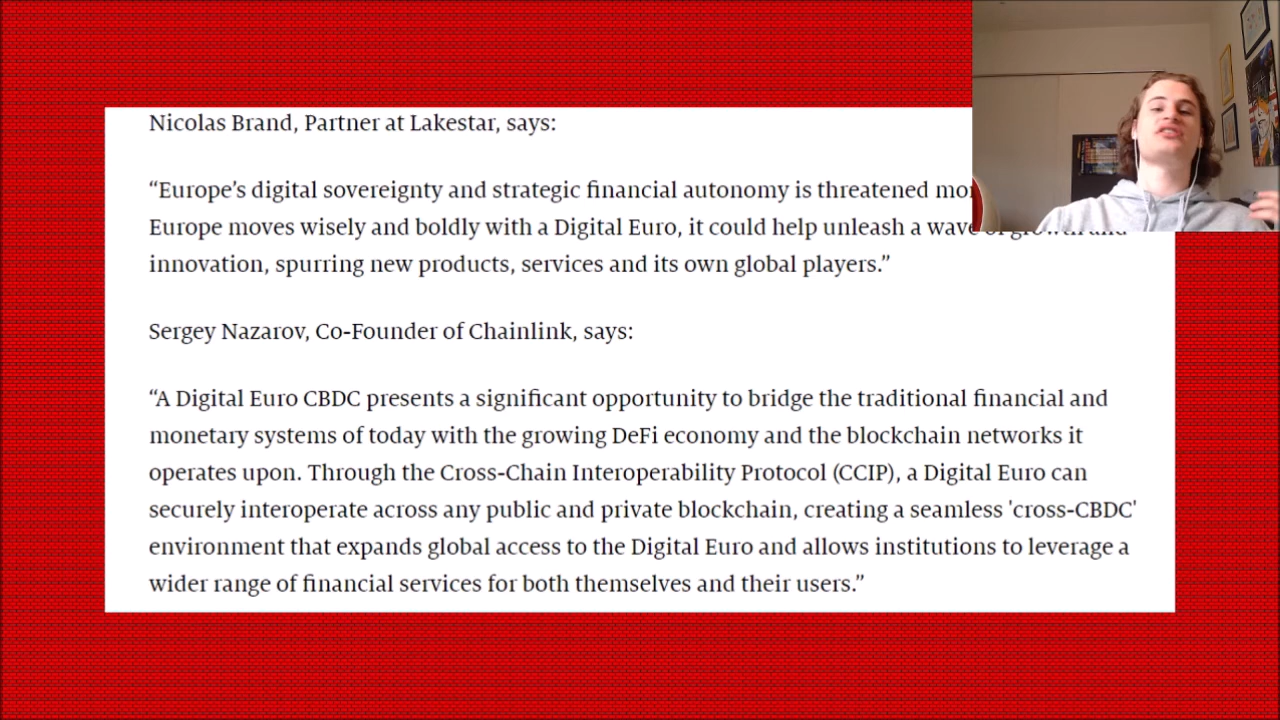 Nicolas Brand, Partner at Lakestar, says:
“Europe’s digital sovereignty and strategic financial autonomy is threatened
Europe moves wisely and boldly with a Digital Euro, it could help unleash a wave of growth and
innovation, spurring new products, services and its own global players.”
Sergey Nazarov, Co-Founder of Chainlink, says:
“A Digital Euro CBDC presents a significant opportunity to bridge the traditional financial and
monetary systems of today with the growing DeFi economy and the blockchain networks it
operates upon. Through the Cross-Chain Interoperability Protocol (CCIP), a Digital Euro can
securely interoperate across any public and private blockchain, creating a seamless 'cross-CBDC'
environment that expands global access to the Digital Euro and allows institutions to leverage a
wider range of financial services for both themselves and their users.”